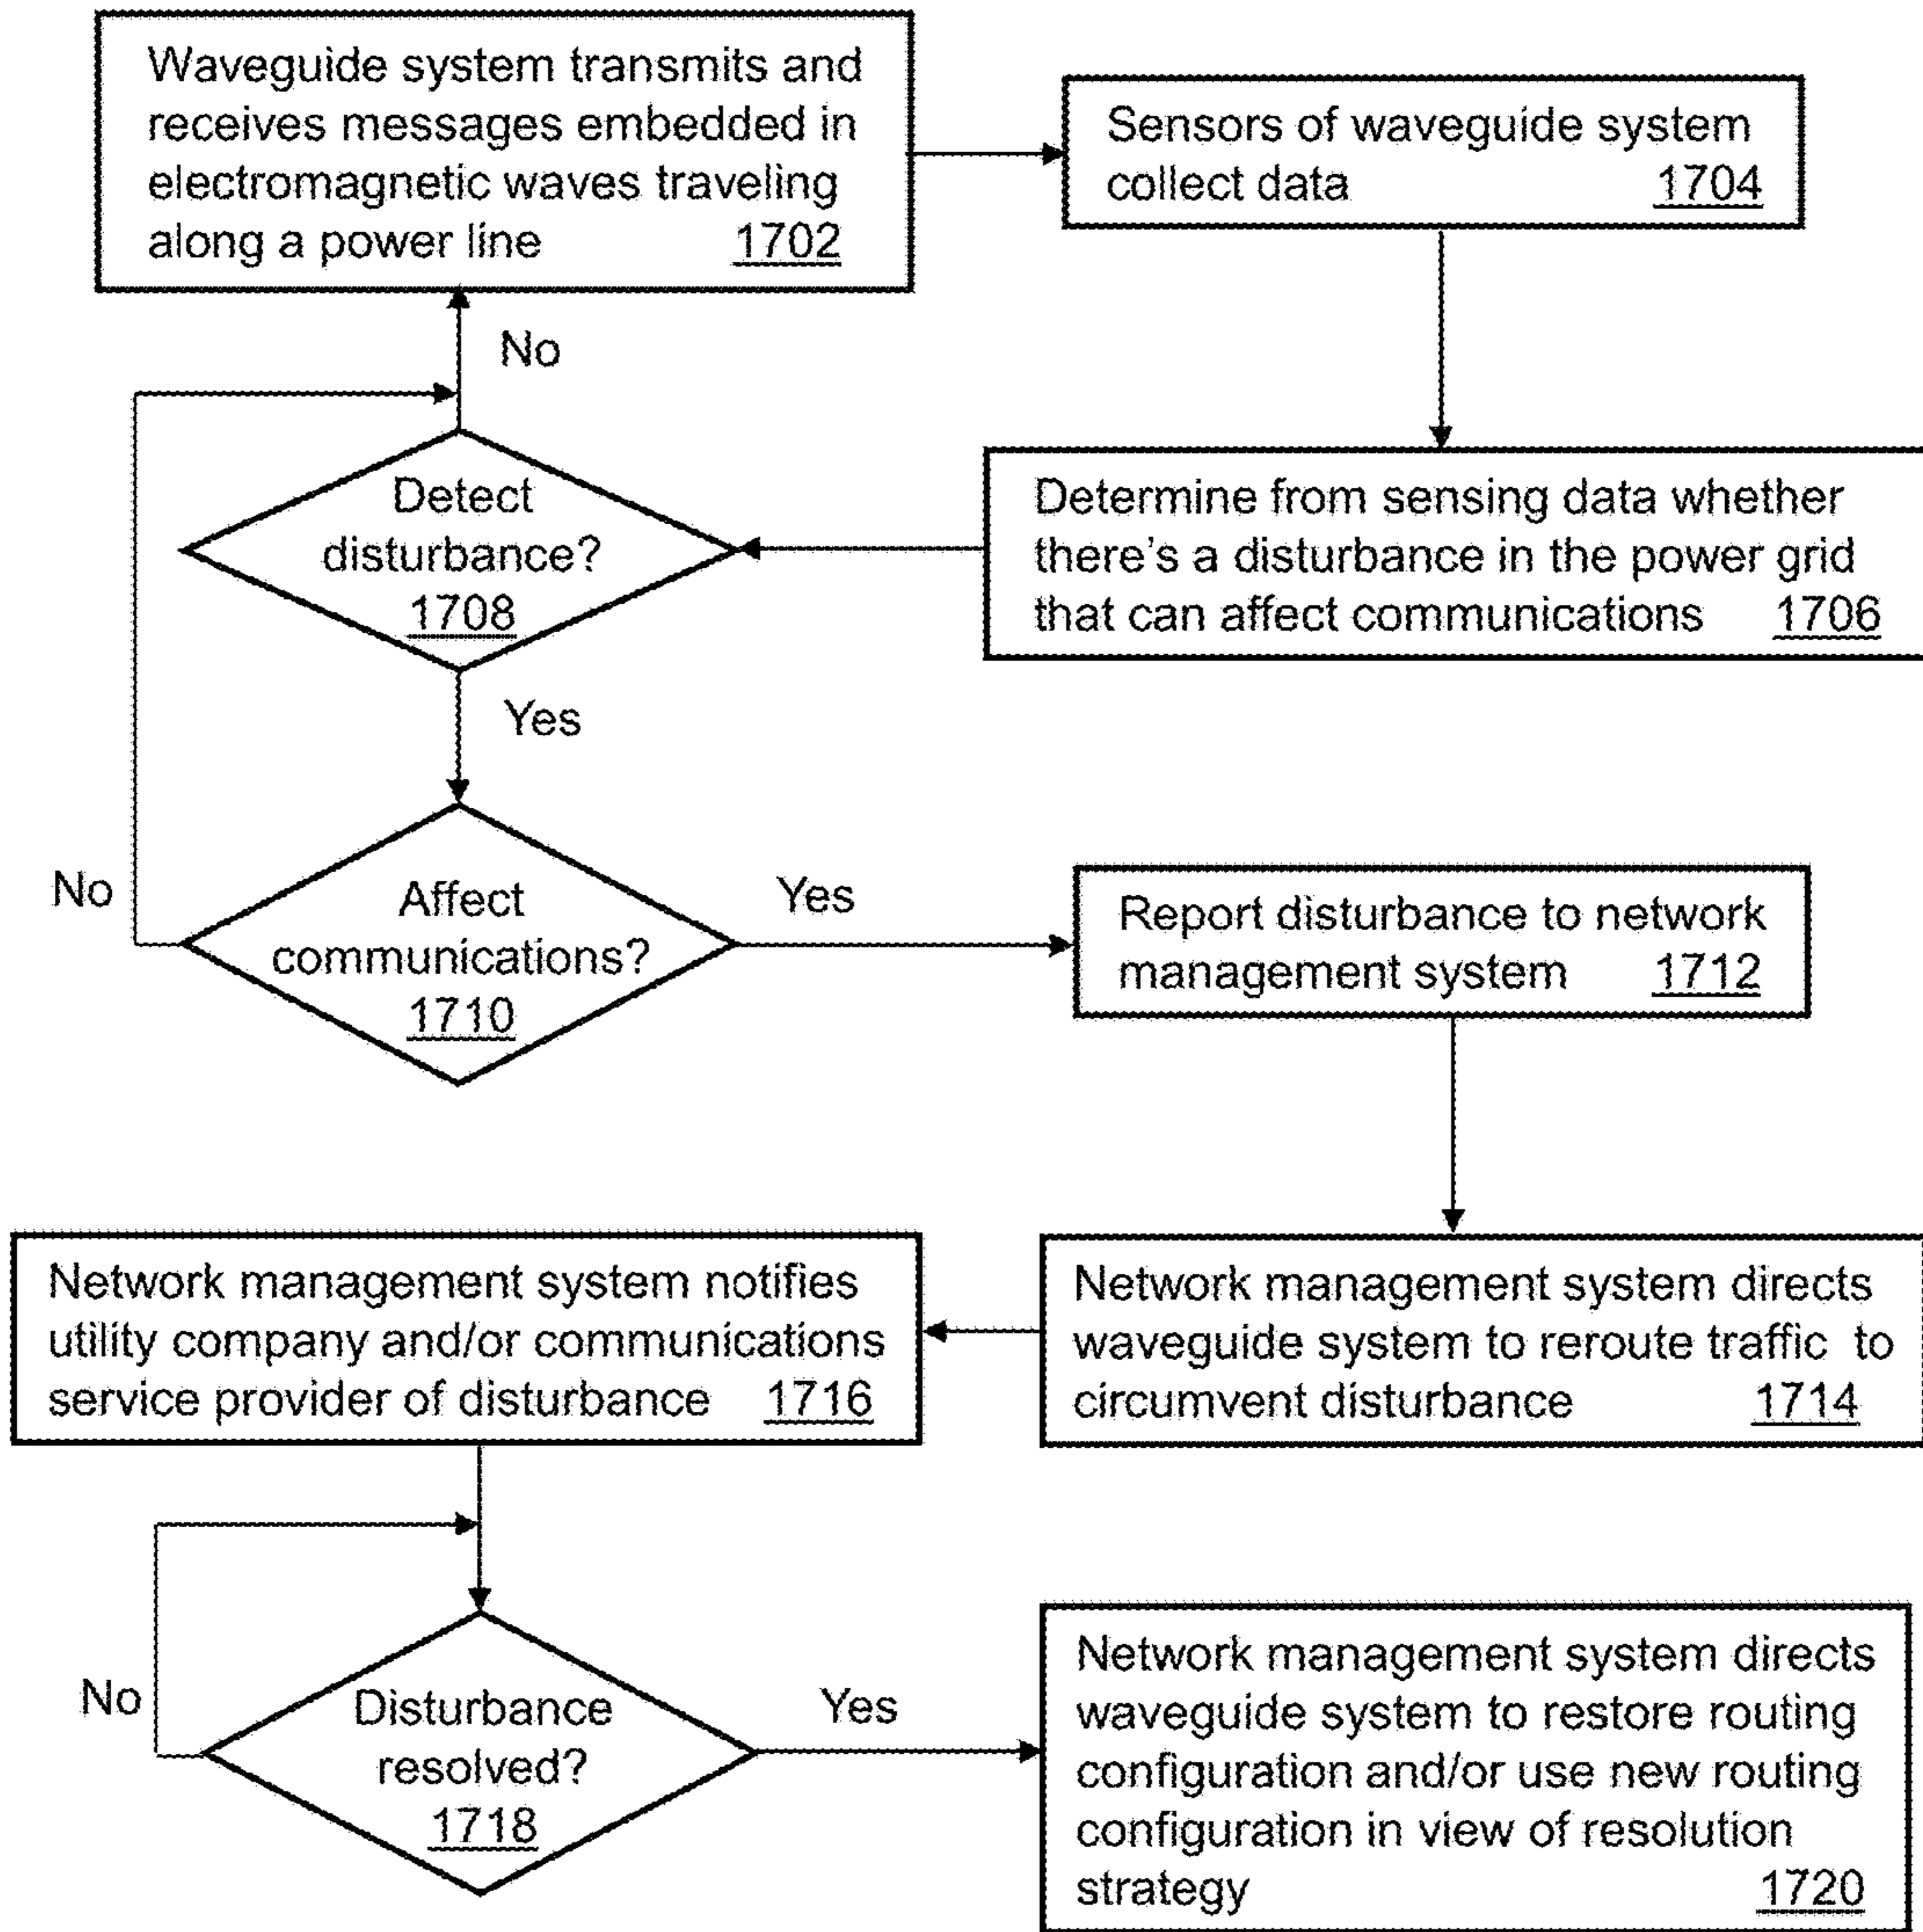 Waveguide system transmits and
receives messages embedded in
electromagnetic waves traveling
along a power line 1702
Sensors of waveguide system
collect data 1704
No
Detect
disturbance?
1708
Determine from sensing data whether
there's a disturbance in the power grid
that can affect communications 1706
Yes
No
Affect
communications?
1710
Yes
Report disturbance to network
management system 1712
Network management system directs
waveguide system to reroute traffic to
circumvent disturbance 1714
Network management system notifies
utility company and/or communications
service provider of disturbance 1716
No
Disturbance
resolved?
1718
Yes
Network management system directs
waveguide system to restore routing
configuration and/or use new routing
configuration in view of resolution
strategy 1720